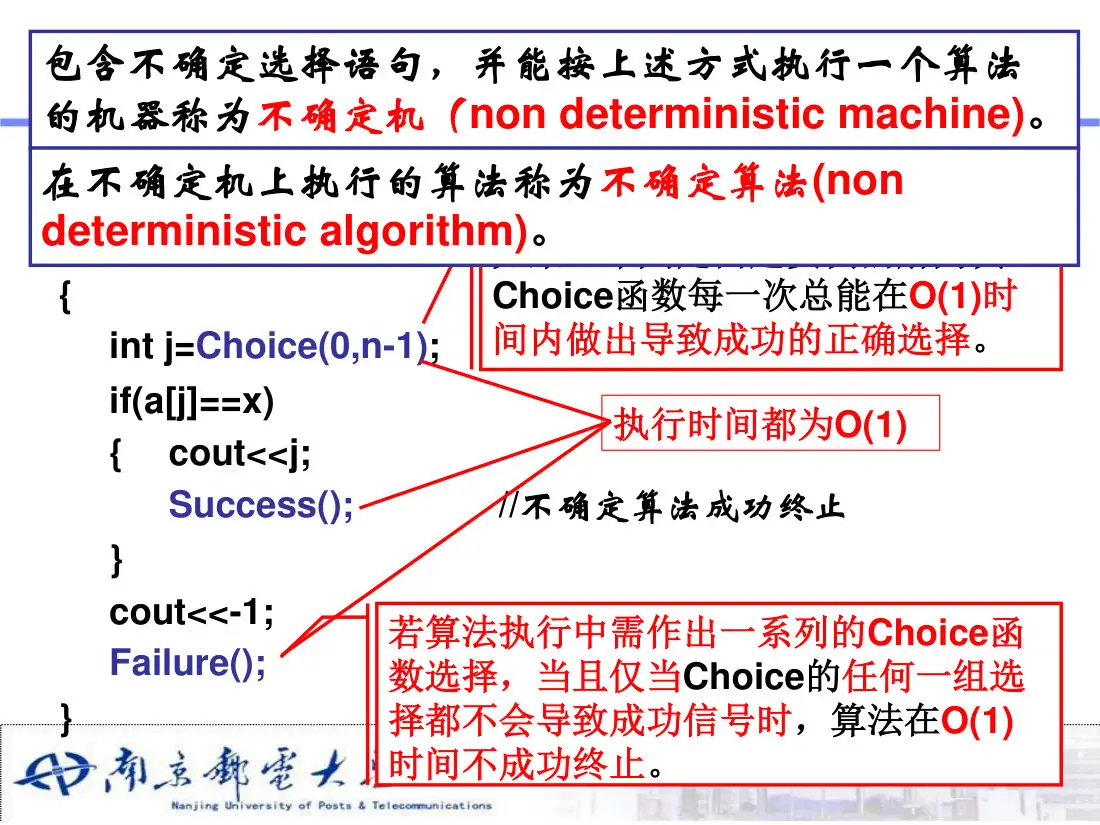 包含不确定选择语句，并能按上述方式执行一个算法
的机器称为不确定机（non deterministic machine)。
在不确定机上执行的算法称为不确定算法(non
deterministic algorithm)。
{
Choice函数每一次总能在O(1)时
间内做出导致成功的正确选择。
int j=Choice(0,n-1);
if(a[j]==x)
执行时间都为O(1)
{ cout<<j;
Success(); //不确定算法成功终止
}
cout<<-1;
Failure();
}
若算法执行中需作出一系列的Choice函
数选择，当且仅当Choice的任何一组选
择都不会导致成功信号时，算法在O(1)
时间不成功终止。
南京邮电大
Nanjing University of Posts & Telecommunications